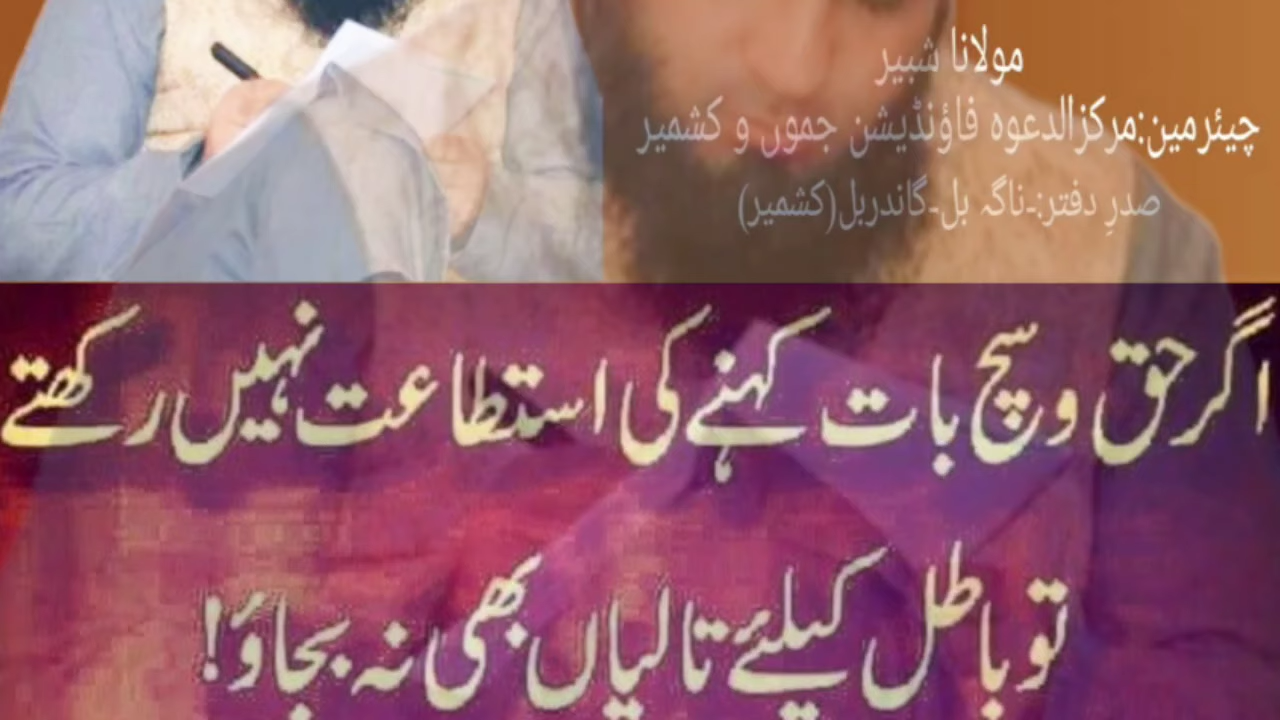 مولانا شبیر
چیئرمین:مرکزالدعوہ فاؤنڈیشن جموں و کشمیر
صدرِ دفتر:-ناگہ بل-گاندربل(کشمیر)
اگر حق و سچ بات کہنے کی استطاعت نہیں رکھتے
تو باطل کیلئے تالیاں بھی نہ بجاؤ!